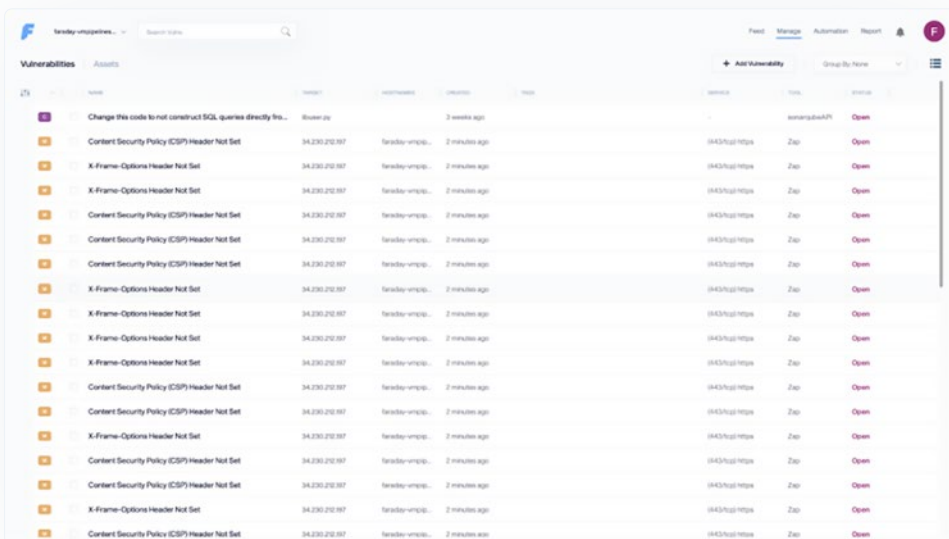 faraday-vmpipelines... Search Vulns Feed Manage Automation Report F
Vulnerabilities Assets + Add Vulnerability Group By: None
NAME TARGET HOSTNAMES CREATED TAGS SERVICE TOOL STATUS
C Change this code to not construct SQL queries directly fro... 3 weeks ago - sonarqubeAPI Open
M Content Security Policy (CSP) Header Not Set 34.230.212.197 faraday-vmpip... 2 minutes ago (443/tcp) https Zap Open
M X-Frame-Options Header Not Set 34.230.212.197 faraday-vmpip... 2 minutes ago (443/tcp) https Zap Open
M X-Frame-Options Header Not Set 34.230.212.197 faraday-vmpip... 2 minutes ago (443/tcp) https Zap Open
M Content Security Policy (CSP) Header Not Set 34.230.212.197 faraday-vmpip... 2 minutes ago (443/tcp) https Zap Open
M Content Security Policy (CSP) Header Not Set 34.230.212.197 faraday-vmpip... 2 minutes ago (443/tcp) https Zap Open
M Content Security Policy (CSP) Header Not Set 34.230.212.197 faraday-vmpip... 2 minutes ago (443/tcp) https Zap Open
M X-Frame-Options Header Not Set 34.230.212.197 faraday-vmpip... 2 minutes ago (443/tcp) https Zap Open
M X-Frame-Options Header Not Set 34.230.212.197 faraday-vmpip... 2 minutes ago (443/tcp) https Zap Open
M X-Frame-Options Header Not Set 34.230.212.197 faraday-vmpip... 2 minutes ago (443/tcp) https Zap Open
M X-Frame-Options Header Not Set 34.230.212.197 faraday-vmpip... 2 minutes ago (443/tcp) https Zap Open
M Content Security Policy (CSP) Header Not Set 34.230.212.197 faraday-vmpip... 2 minutes ago (443/tcp) https Zap Open
M Content Security Policy (CSP) Header Not Set 34.230.212.197 faraday-vmpip... 2 minutes ago (443/tcp) https Zap Open
M X-Frame-Options Header Not Set 34.230.212.197 faraday-vmpip... 2 minutes ago (443/tcp) https Zap Open
M Content Security Policy (CSP) Header Not Set 34.230.212.197 faraday-vmpip... 2 minutes ago (443/tcp) https Zap Open
M Content Security Policy (CSP) Header Not Set 34.230.212.197 faraday-vmpip... 2 minutes ago (443/tcp) https Zap Open
M X-Frame-Options Header Not Set 34.230.212.197 faraday-vmpip... 2 minutes ago (443/tcp) https Zap Open
M Content Security Policy (CSP) Header Not Set 34.230.212.197 faraday-vmpip... 2 minutes ago (443/tcp) https Zap Open